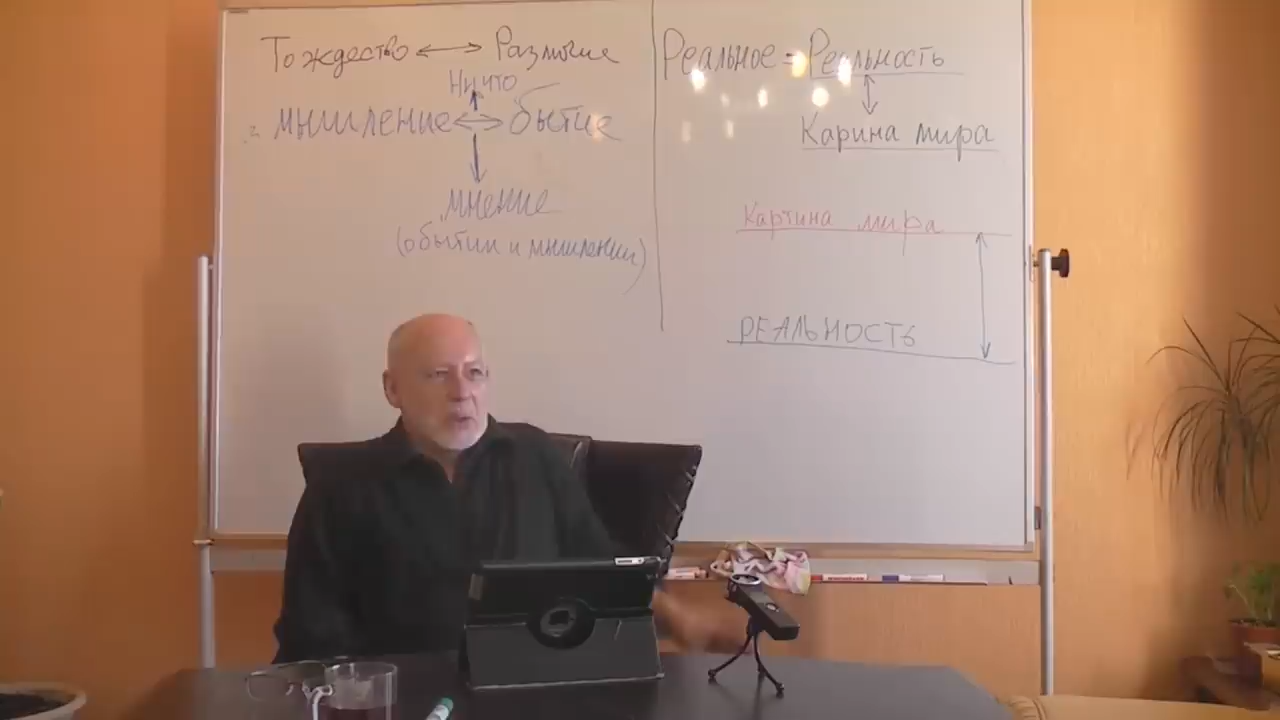 Тождество ⟷ Различие
Ничто
мышление ⟷ бытие
мнение
(о бытии и мышлении)
Реальное = Реальность
Карина мира
Картина мира
РЕАЛЬНОСТЬ